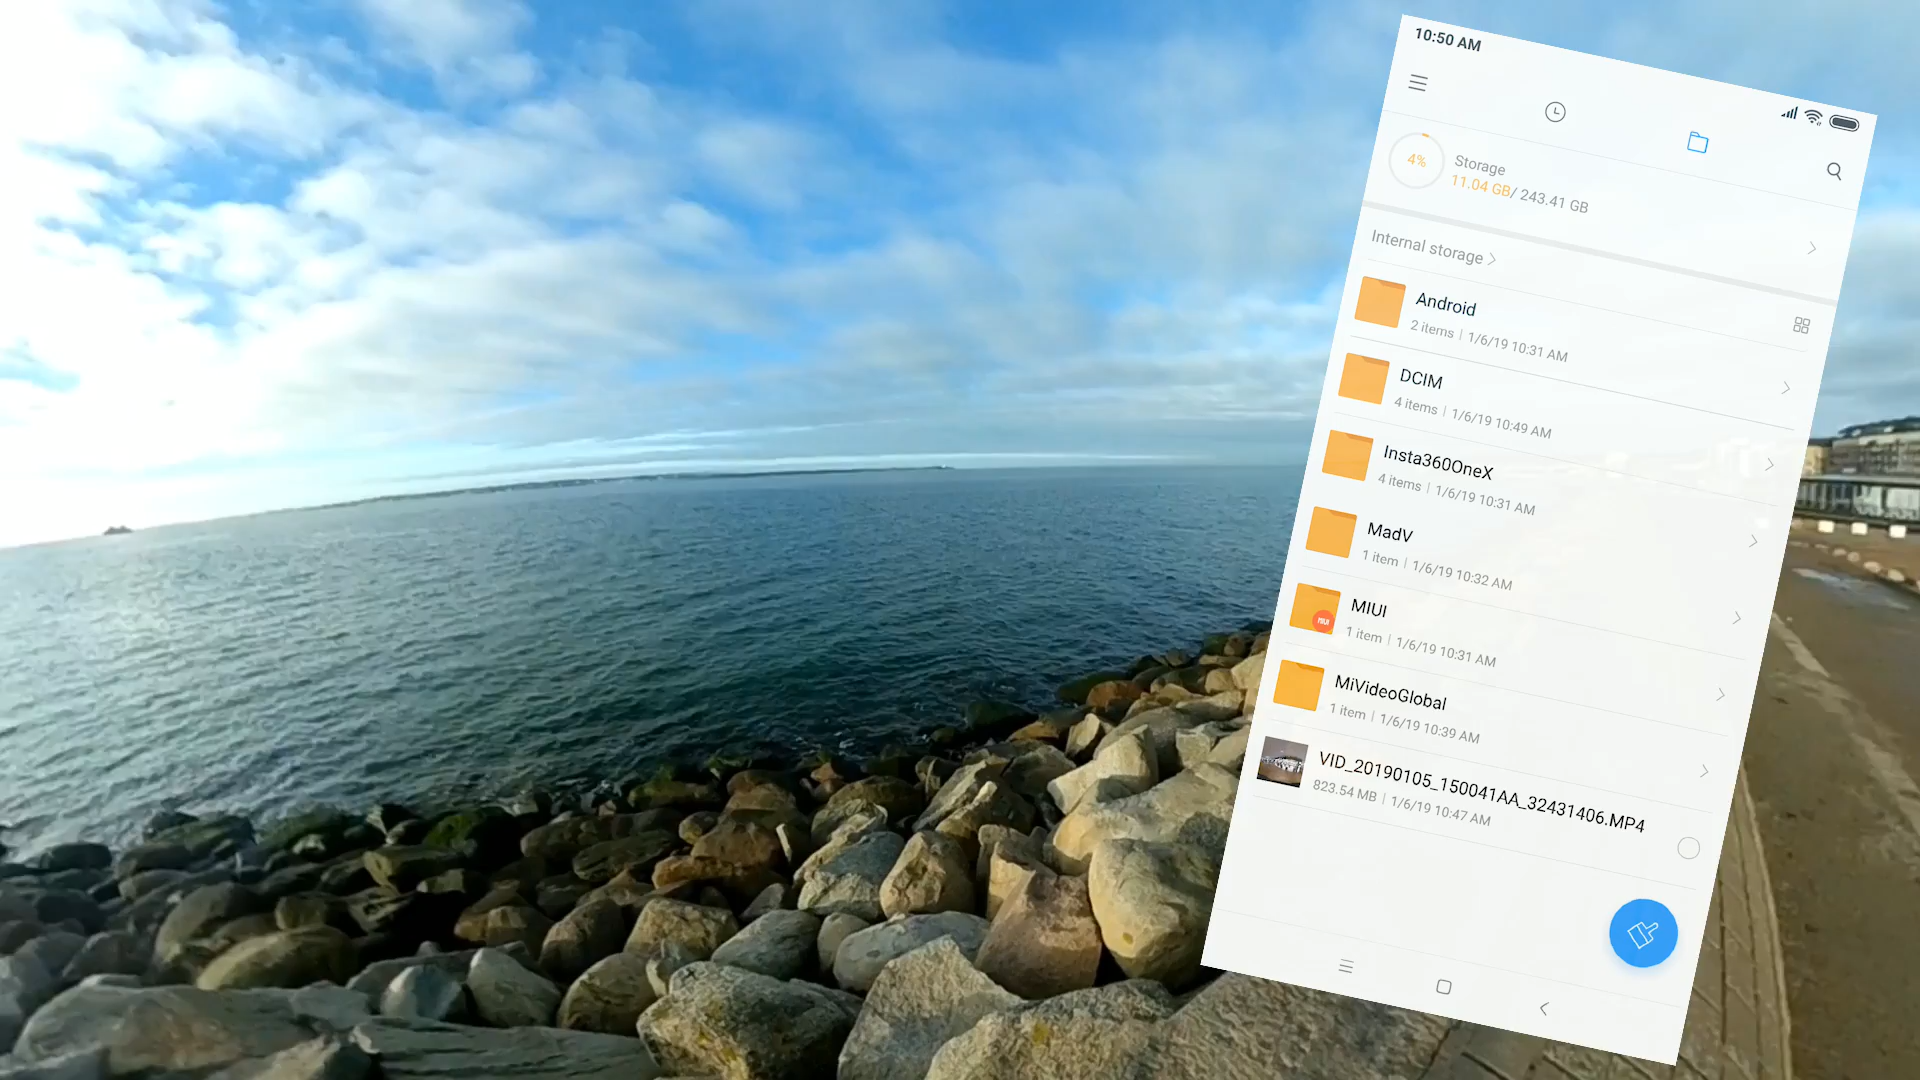 10:50 AM
4%
Storage
11.04 GB/ 243.41 GB
Internal storage
Android
2 items | 1/6/19 10:31 AM
DCIM
4 items | 1/6/19 10:49 AM
Insta360OneX
4 items | 1/6/19 10:31 AM
MadV
1 item | 1/6/19 10:32 AM
MIUI
MIUI
1 item | 1/6/19 10:31 AM
MiVideoGlobal
1 item | 1/6/19 10:39 AM
VID_20190105_150041AA_32431406.MP4
823.54 MB | 1/6/19 10:47 AM